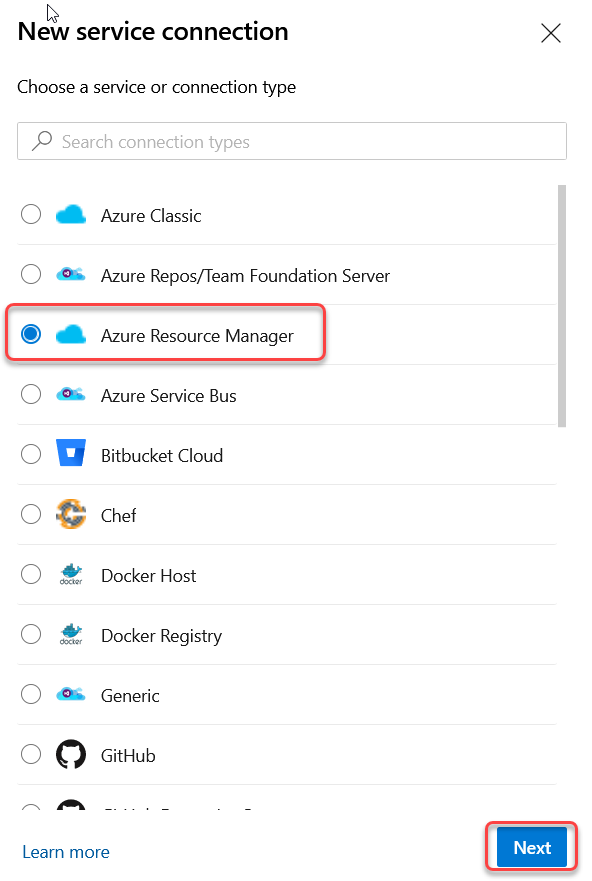 New service connection
Choose a service or connection type
Search connection types
Azure Classic
Azure Repos/Team Foundation Server
Azure Resource Manager
Azure Service Bus
Bitbucket Cloud
Chef
docker
Docker Host
docker
Docker Registry
Generic
GitHub
Learn more
Next